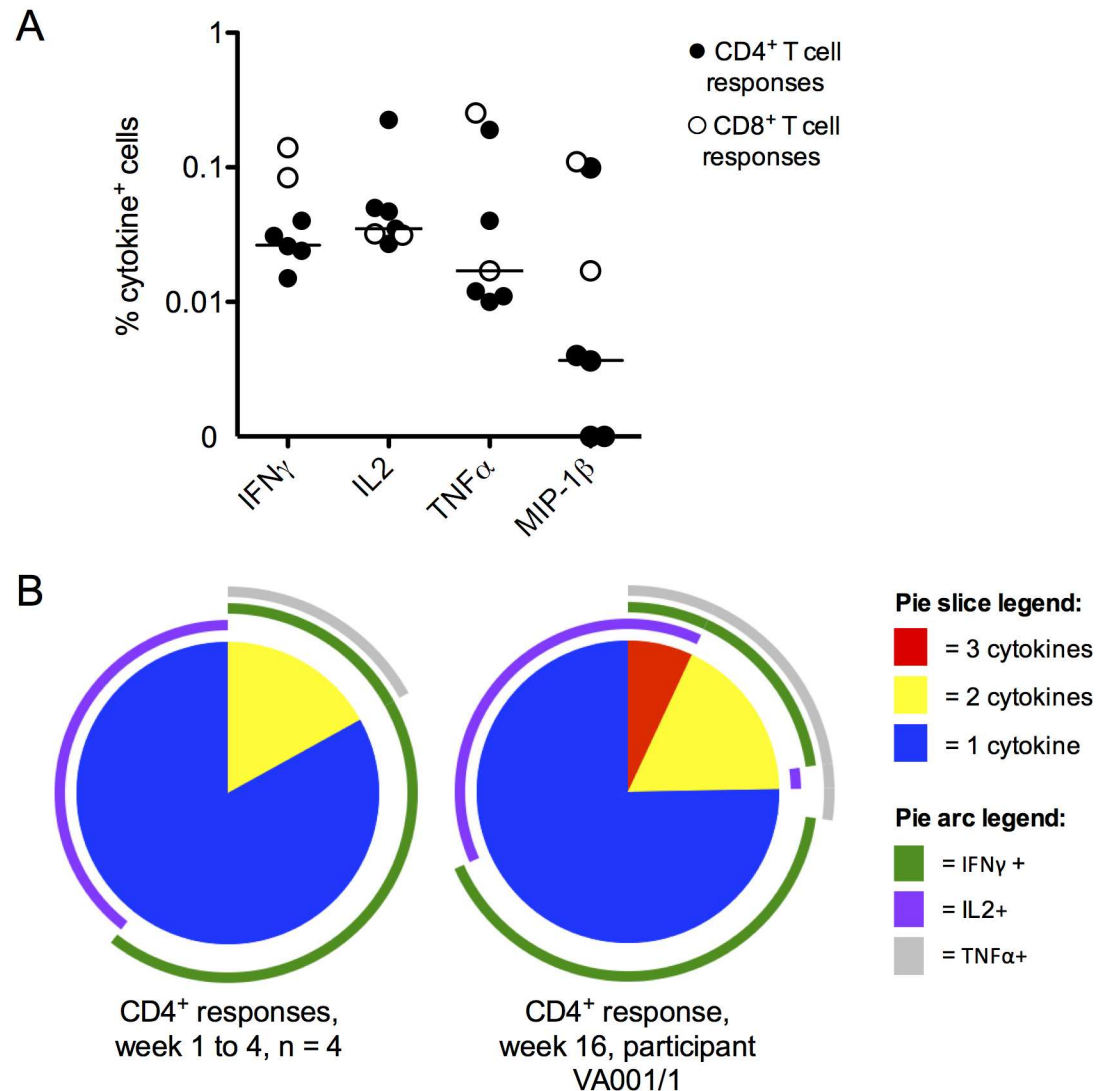 A
1
0.1
0.01
0
% cytokine⁺ cells
IFNγ
IL2
TNFα
MIP-1β
CD4⁺ T cell
responses
CD8⁺ T cell
responses
B
CD4⁺ responses,
week 1 to 4, n = 4
CD4⁺ response,
week 16, participant
VA001/1
Pie slice legend:
= 3 cytokines
= 2 cytokines
= 1 cytokine
Pie arc legend:
= IFNγ +
= IL2+
= TNFα+